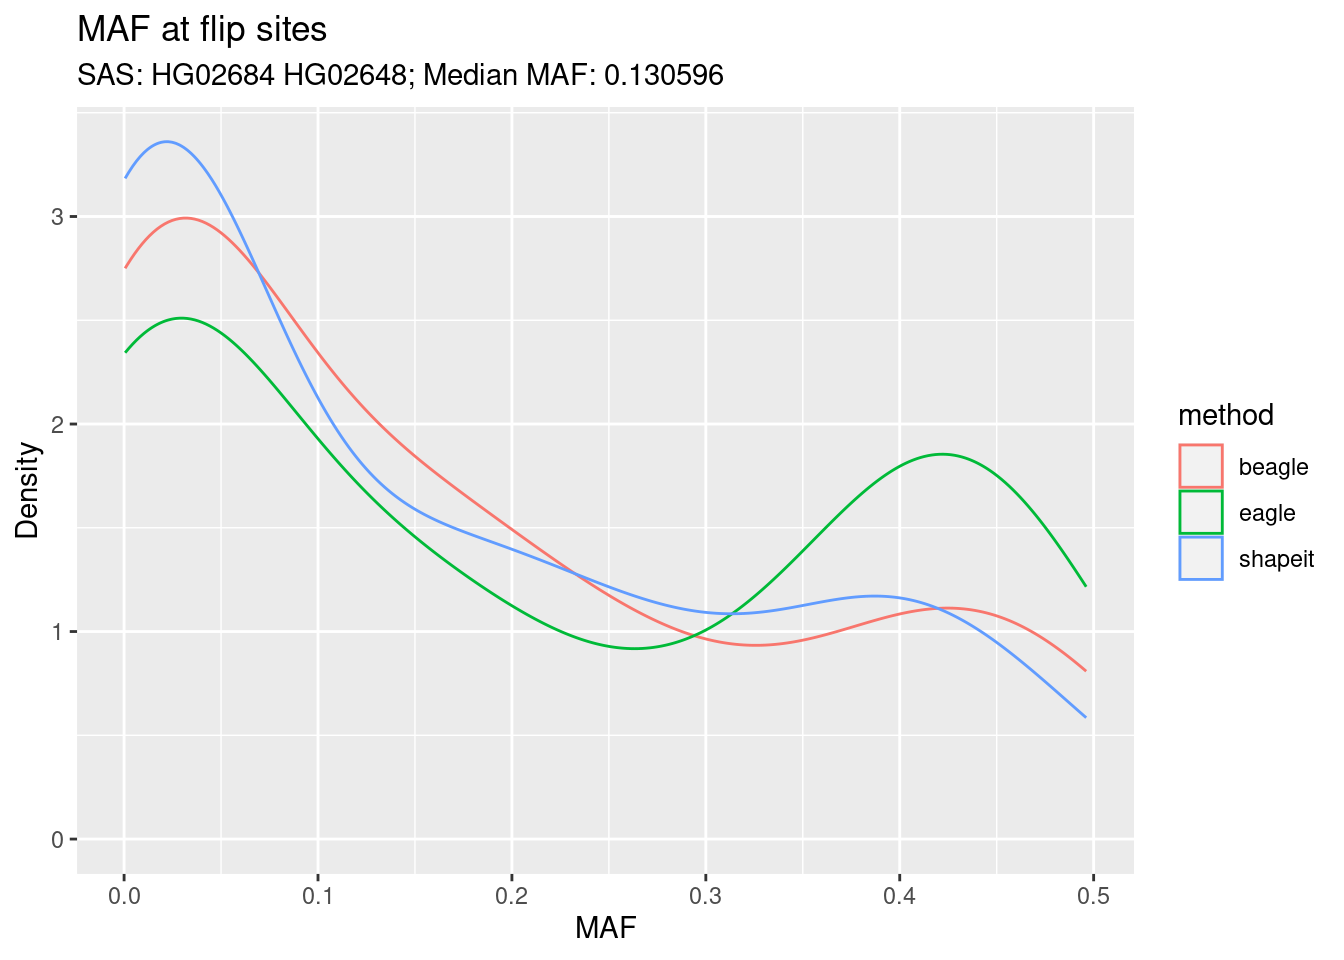 MAF at flip sites
SAS: HG02684 HG02648; Median MAF: 0.130596
Density
3
2
1
0
0.0 0.1 0.2 0.3 0.4 0.5
MAF
method
beagle
eagle
shapeit